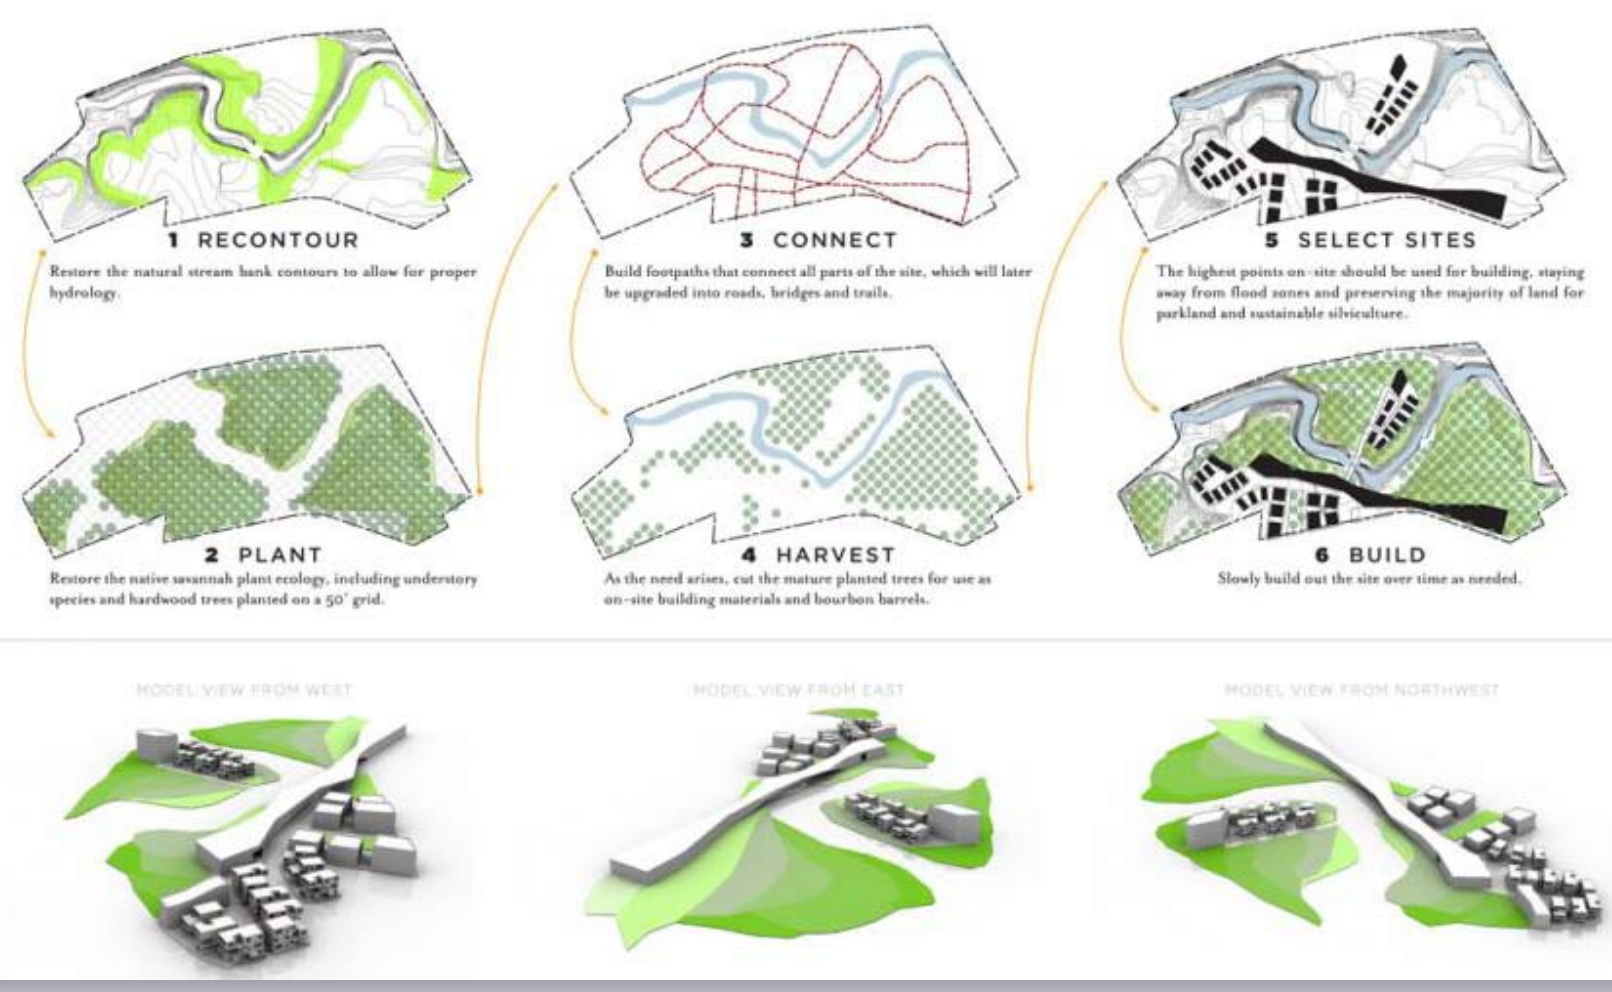 1 RECONTOUR
Restore the natural stream bank contours to allow for proper
hydrology.
2 PLANT
Restore the native savannah plant ecology, including understory
species and hardwood trees planted on a 50' grid.
3 CONNECT
Build footpaths that connect all parts of the site, which will later
be upgraded into roads, bridges and trails.
4 HARVEST
As the need arises, cut the mature planted trees for use as
on-site building materials and bourbon barrels.
5 SELECT SITES
The highest points on-site should be used for building, staying
away from flood zones and preserving the majority of land for
parkland and sustainable silviculture.
6 BUILD
Slowly build out the site over time as needed.
MODEL VIEW FROM WEST
MODEL VIEW FROM EAST
MODEL VIEW FROM NORTHWEST